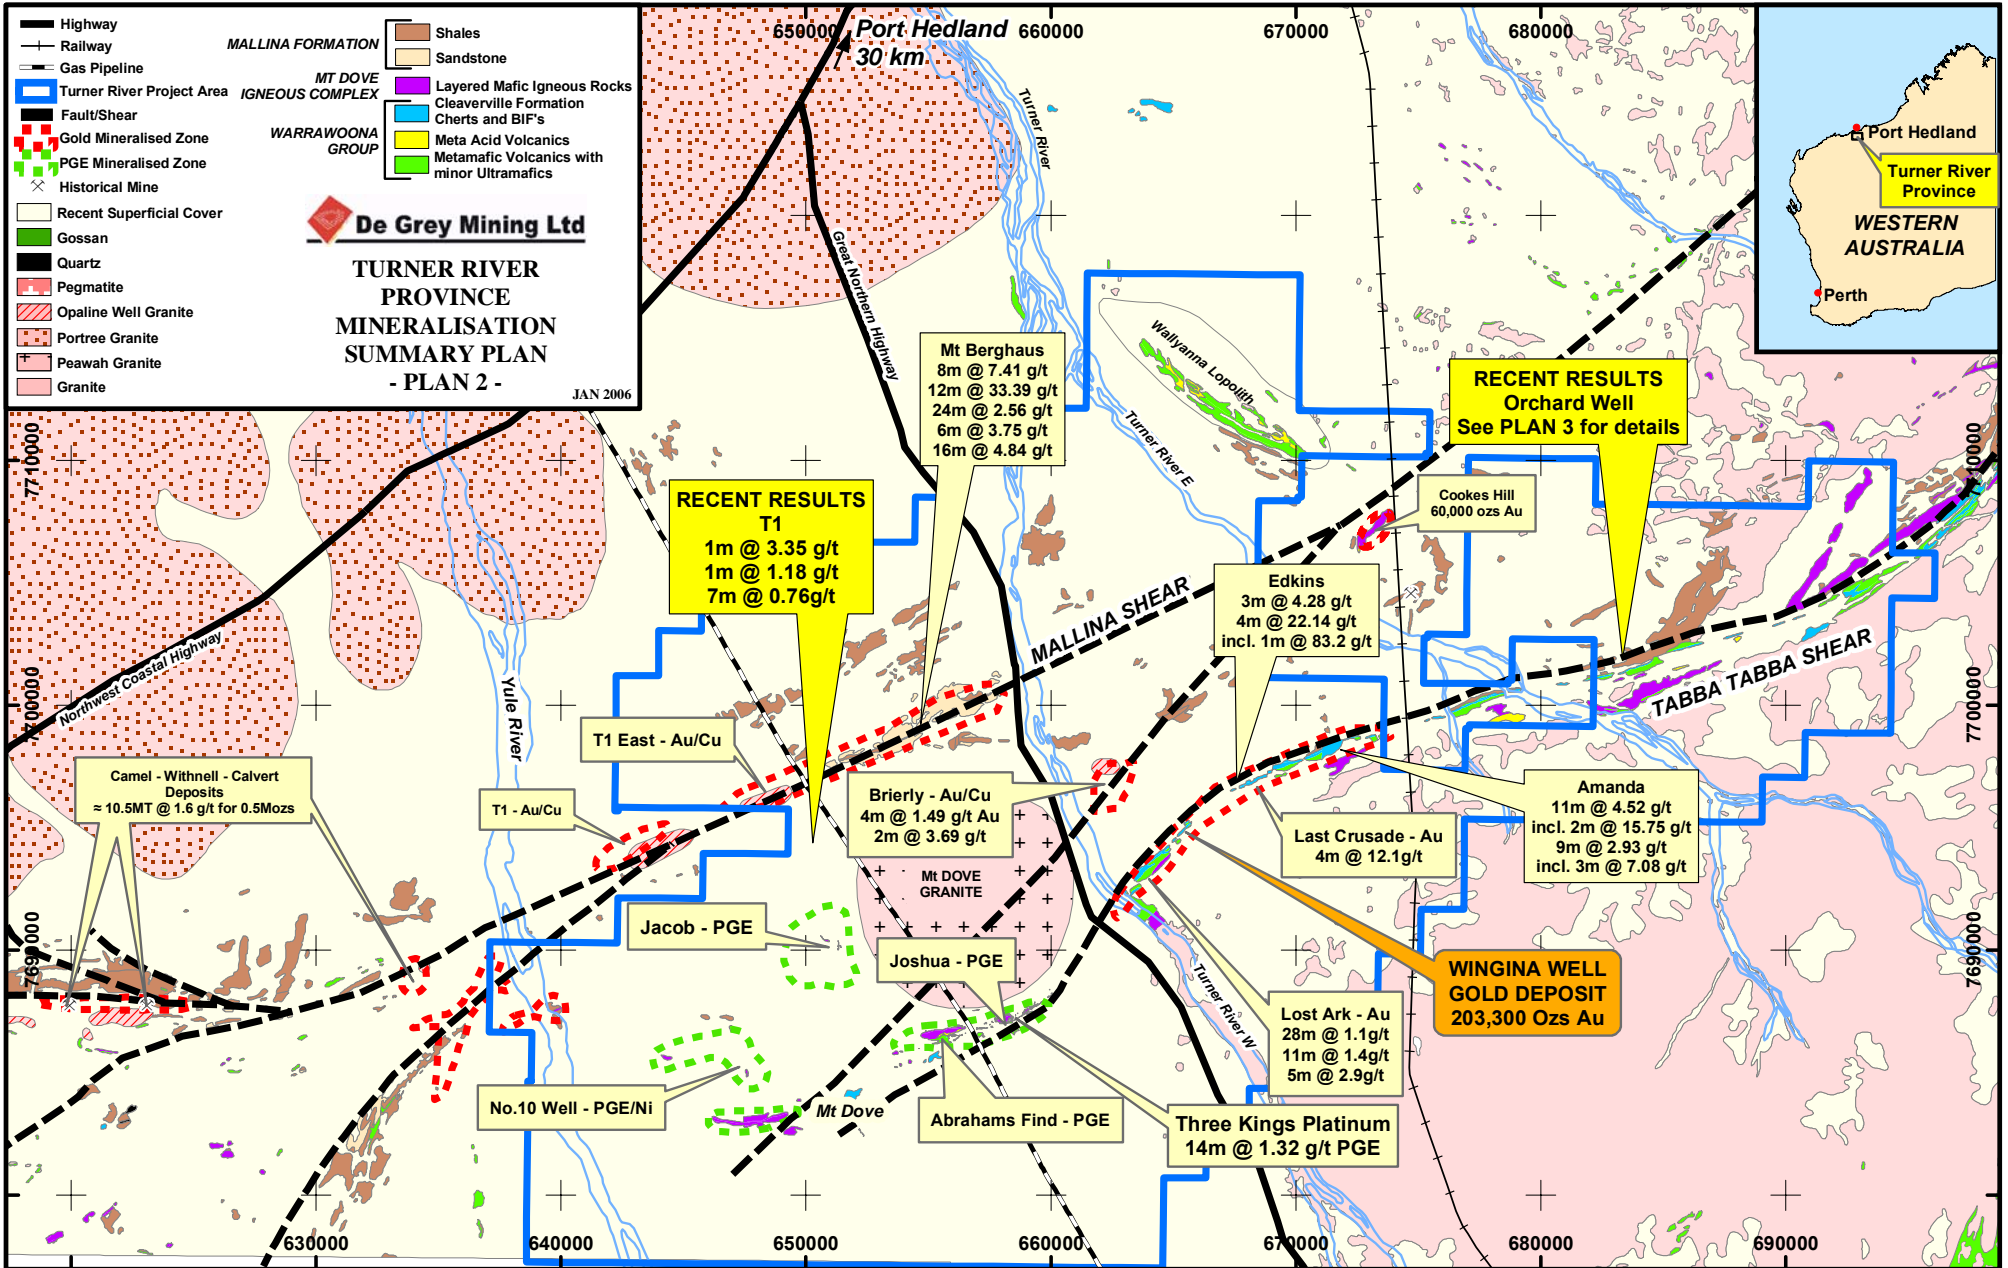 Highway
Railway
Gas Pipeline
Turner River Project Area
Fault/Shear
Gold Mineralised Zone
PGE Mineralised Zone
Historical Mine
Recent Superficial Cover
Gossan
Quartz
Pegmatite
Opaline Well Granite
Portree Granite
Peawah Granite
Granite
MALLINA FORMATION
Shales
Sandstone
MT DOVE
IGNEOUS COMPLEX
Layered Mafic Igneous Rocks
WARRAWOONA
GROUP
Cleaverville Formation
Cherts and BIF's
Meta Acid Volcanics
Metamafic Volcanics with
minor Ultramafics
De Grey Mining Ltd
TURNER RIVER
PROVINCE
MINERALISATION
SUMMARY PLAN
- PLAN 2 -
JAN 2006
650000
660000
670000
680000
Port Hedland
30 km
Port Hedland
Turner River
Province
WESTERN
AUSTRALIA
Perth
Turner River
Great Northern Highway
Wallyanna Lopolith
Turner River E
Mt Berghaus
8m @ 7.41 g/t
12m @ 33.39 g/t
24m @ 2.56 g/t
6m @ 3.75 g/t
16m @ 4.84 g/t
RECENT RESULTS
Orchard Well
See PLAN 3 for details
7710000
7710000
RECENT RESULTS
T1
1m @ 3.35 g/t
1m @ 1.18 g/t
7m @ 0.76g/t
Cookes Hill
60,000 ozs Au
MALLINA SHEAR
Edkins
3m @ 4.28 g/t
4m @ 22.14 g/t
incl. 1m @ 83.2 g/t
TABBA TABBA SHEAR
Northwest Coastal Highway
Yule River
7700000
7700000
T1 East - Au/Cu
Camel - Withnell - Calvert
Deposits
≈ 10.5MT @ 1.6 g/t for 0.5Mozs
T1 - Au/Cu
Brierly - Au/Cu
4m @ 1.49 g/t Au
2m @ 3.69 g/t
Last Crusade - Au
4m @ 12.1g/t
Amanda
11m @ 4.52 g/t
incl. 2m @ 15.75 g/t
9m @ 2.93 g/t
incl. 3m @ 7.08 g/t
Mt DOVE
GRANITE
Jacob - PGE
Joshua - PGE
7690000
7690000
WINGINA WELL
GOLD DEPOSIT
203,300 Ozs Au
Turner River W
Lost Ark - Au
28m @ 1.1g/t
11m @ 1.4g/t
5m @ 2.9g/t
No.10 Well - PGE/Ni
Mt Dove
Abrahams Find - PGE
Three Kings Platinum
14m @ 1.32 g/t PGE
630000
640000
650000
660000
670000
680000
690000